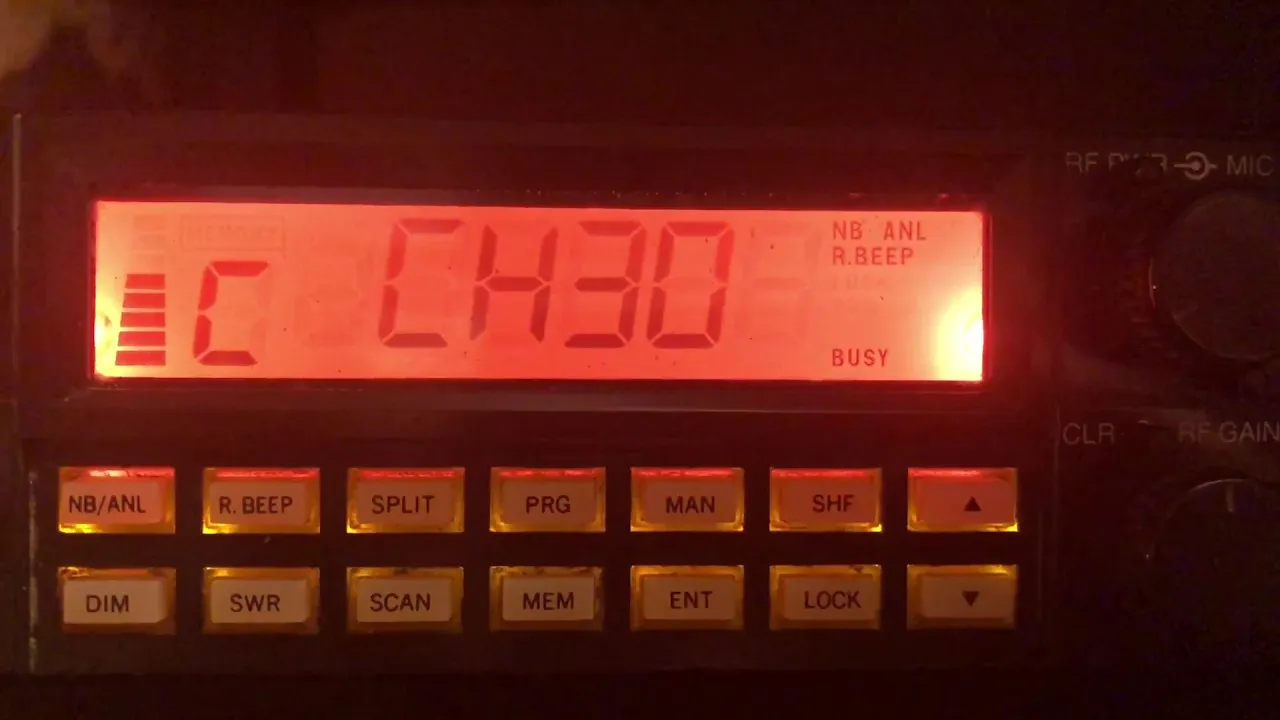 RF PWR MIC
C CH30 NB ANL
R.BEEP
BUSY
CLR RF GAIN
NB/ANL R.BEEP SPLIT PRG MAN SHF ▲
DIM SWR SCAN MEM ENT LOCK ▼